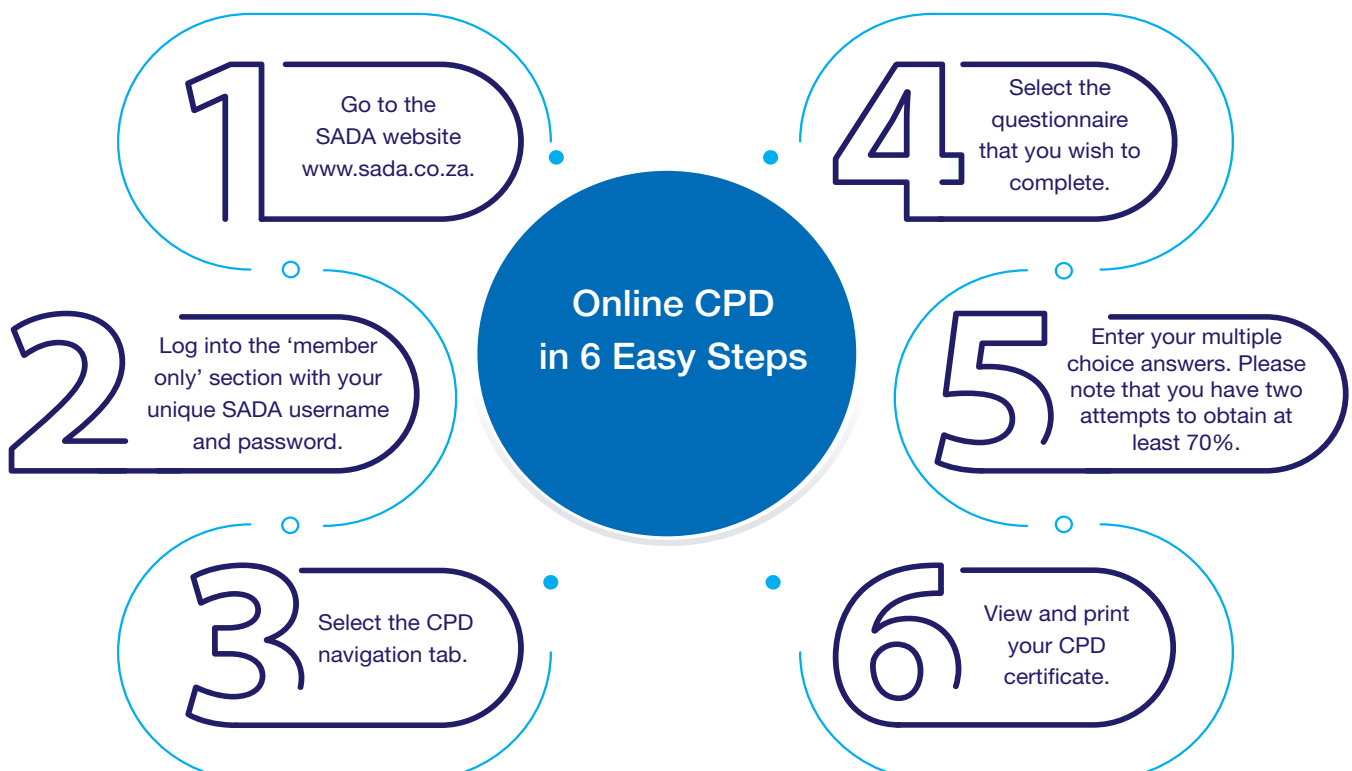 Online CPD
in 6 Easy Steps
1
Go to the
SADA website
www.sada.co.za.
2
Log into the ‘member
only’ section with your
unique SADA username
and password.
3
Select the CPD
navigation tab.
4
Select the
questionnaire
that you wish to
complete.
5
Enter your multiple
choice answers. Please
note that you have two
attempts to obtain at
least 70%.
6
View and print
your CPD
certificate.